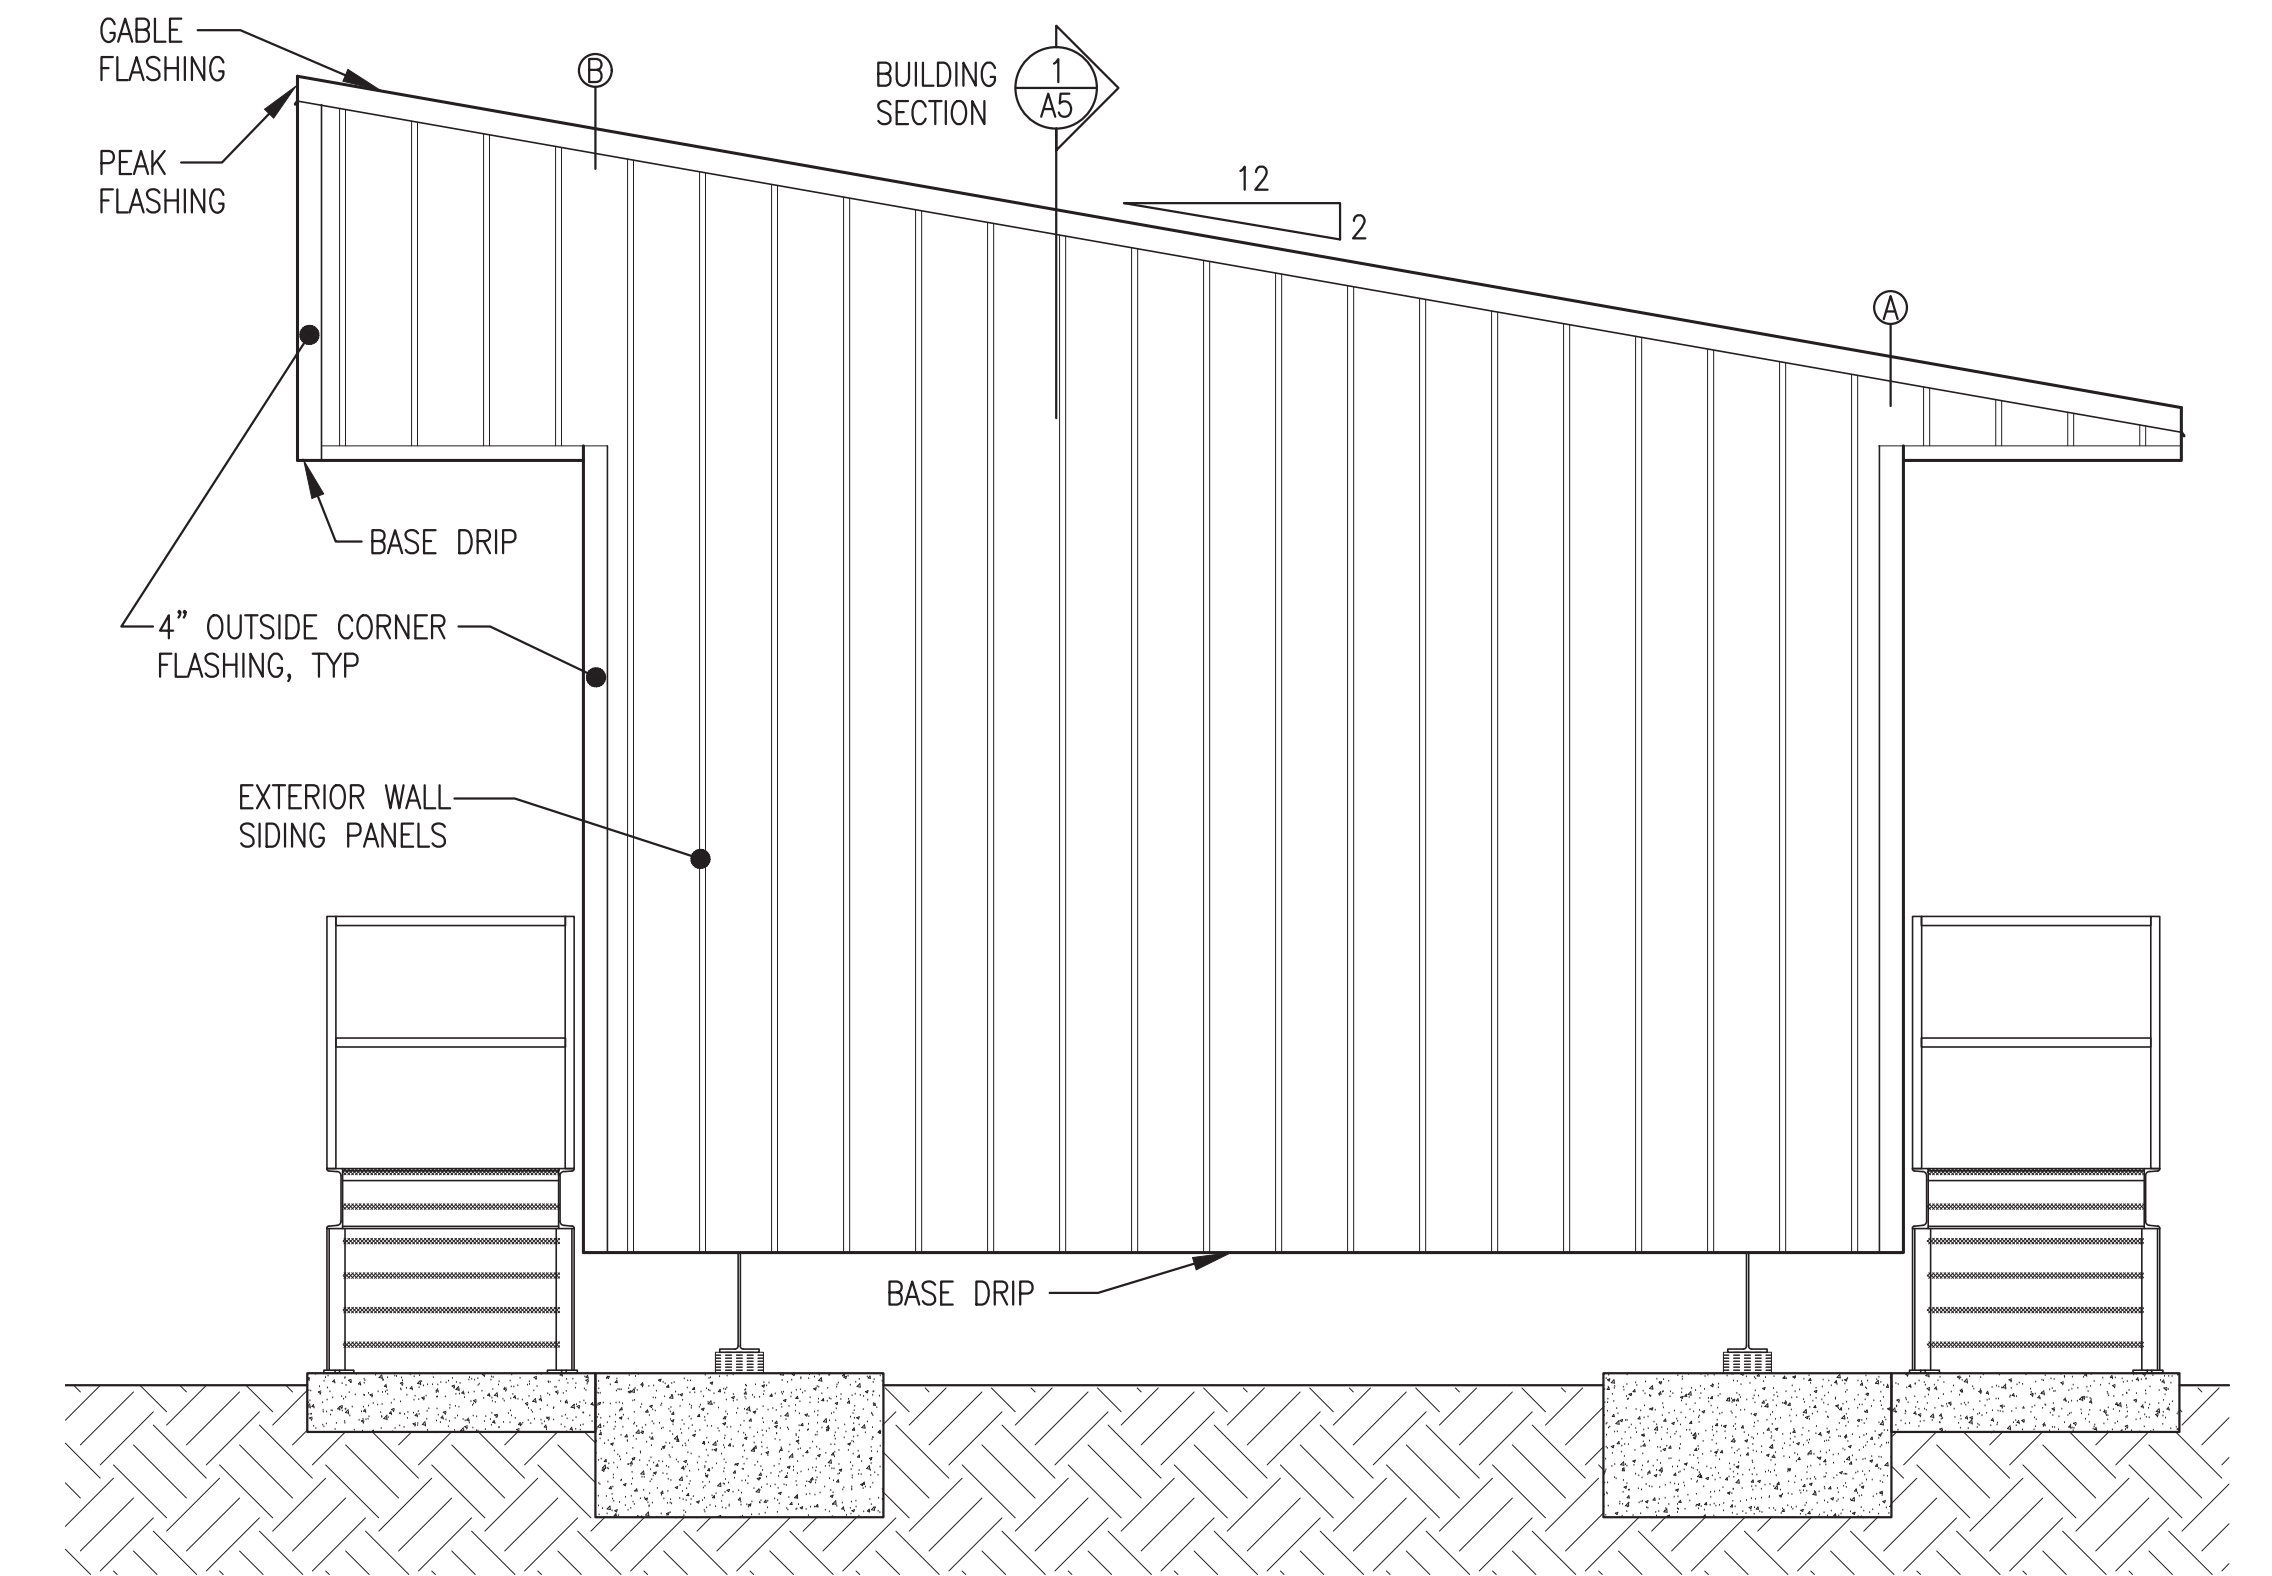 GABLE
FLASHING
B
BUILDING
SECTION
1
A5
PEAK
FLASHING
12
2
A
BASE DRIP
4” OUTSIDE CORNER
FLASHING, TYP
EXTERIOR WALL
SIDING PANELS
BASE DRIP